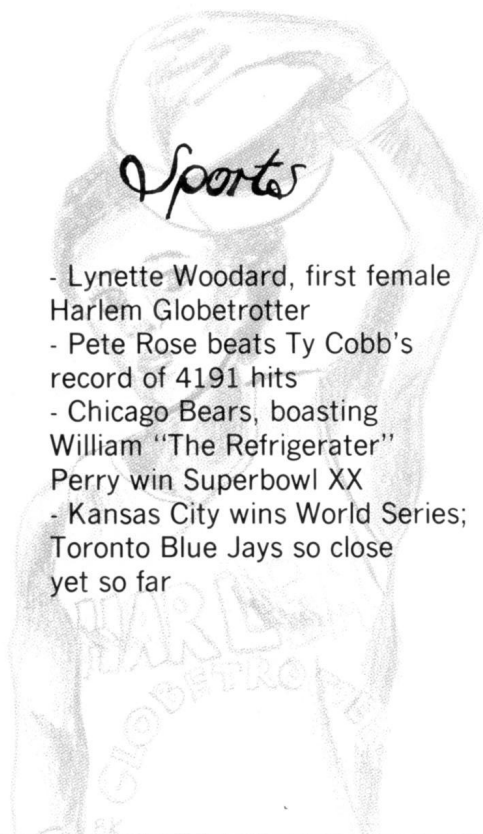 Sports
- Lynette Woodard, first female
Harlem Globetrotter
- Pete Rose beats Ty Cobb's
record of 4191 hits
- Chicago Bears, boasting
William "The Refrigerater"
Perry win Superbowl XX
- Kansas City wins World Series;
Toronto Blue Jays so close
yet so far
HARLEM
GLOBETROTTER